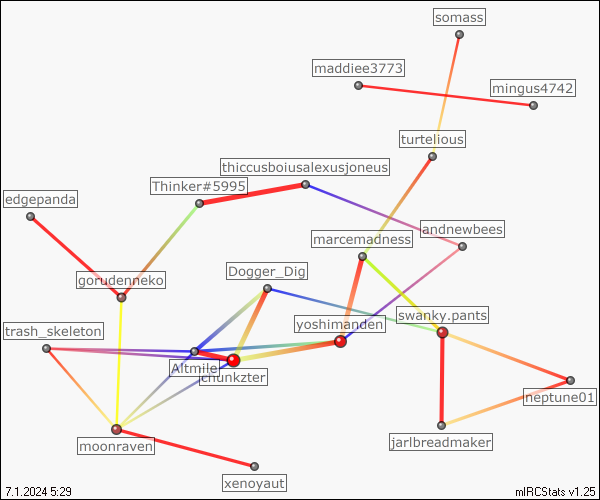 somass
maddiee3773
mingus4742
turtelious
thiccusboiusalexusjoneus
Thinker#5995
edgepanda
andnewbees
marcemadness
Dogger_Dig
gorudenneko
swanky.pants
yoshimanden
trash_skeleton
Altmile
chunkzter
neptune01
jarlbreadmaker
moonraven
xenoyaut
7.1.2024 5:29
mIRCStats v1.25